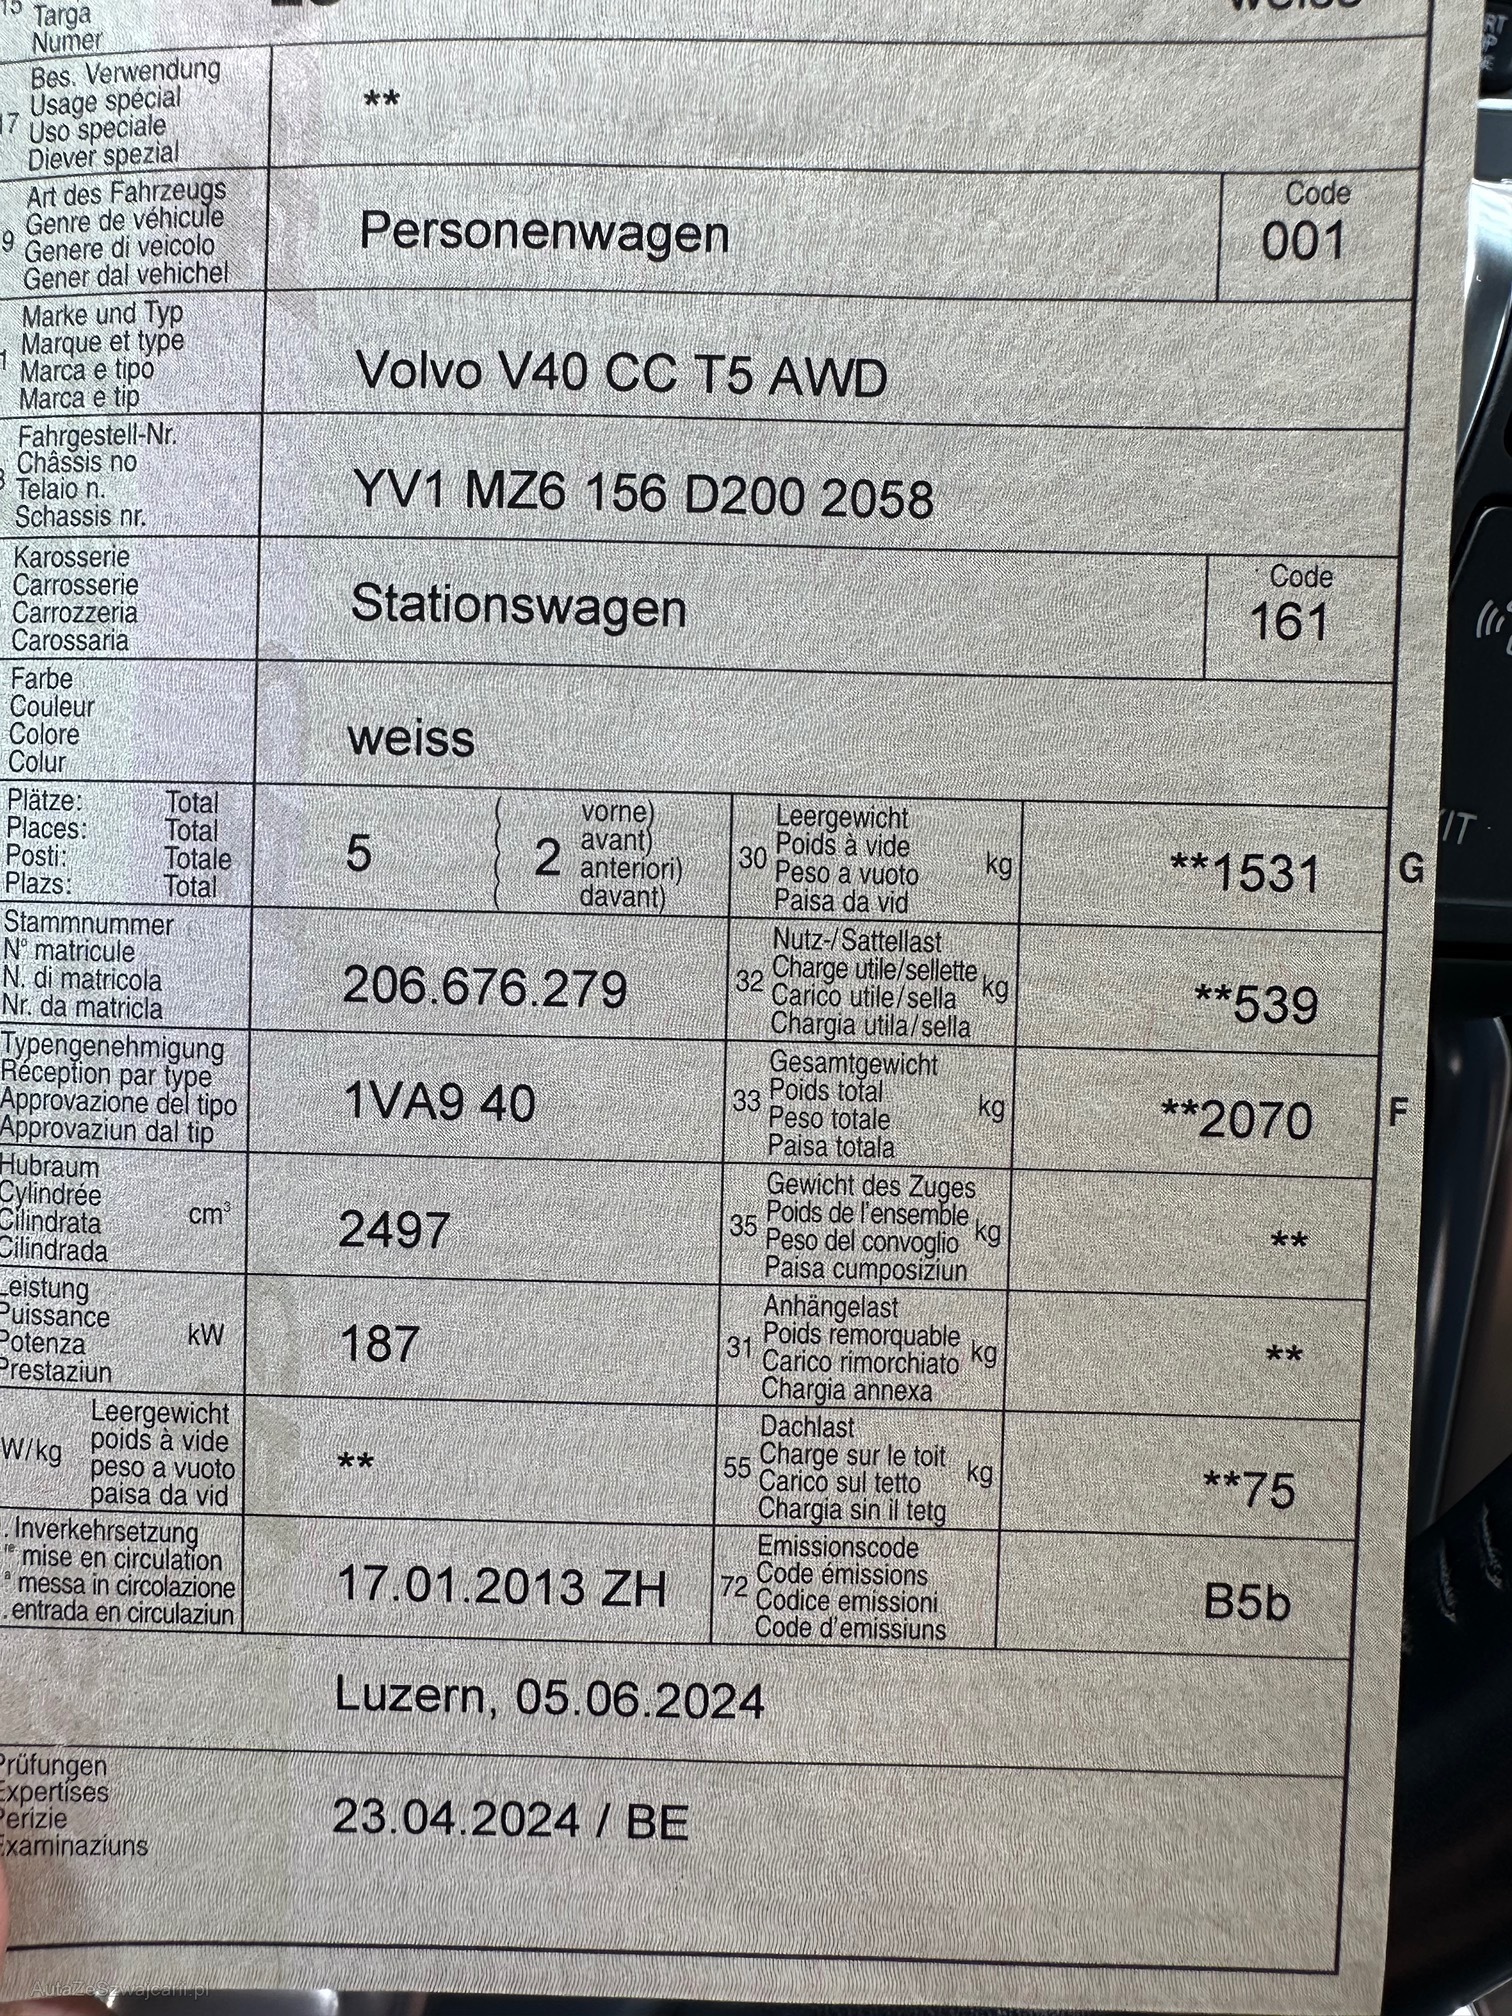 15 Targa
Numer
weiss
17 Bes. Verwendung
Usage spécial
Uso speciale
Diever spezial
**
Art des Fahrzeugs
Genre de véhicule
Genere di veicolo
Gener dal vehichel
Personenwagen
Code
001
Marke und Typ
Marque et type
Marca e tipo
Marca e tip
Volvo V40 CC T5 AWD
Fahrgestell-Nr.
Châssis no
Telaio n.
Schassis nr.
YV1 MZ6 156 D200 2058
Karosserie
Carrosserie
Carrozzeria
Carossaria
Stationswagen
Code
161
Farbe
Couleur
Colore
Colur
weiss
Plätze: Total
Places: Total
Posti: Totale
Plazs: Total
5
2
vorne)
avant)
anteriori)
davant)
30 Leergewicht
Poids à vide
Peso a vuoto
Paisa da vid
kg
**1531
G
Stammnummer
N° matricule
N. di matricola
Nr. da matricla
206.676.279
32 Nutz-/Sattellast
Charge utile/sellette
Carico utile/sella
Chargia utila/sella
kg
**539
Typengenehmigung
Réception par type
Approvazione del tipo
Approvaziun dal tip
1VA9 40
33 Gesamtgewicht
Poids total
Peso totale
Paisa totala
kg
**2070
F
Hubraum
Cylindrée
Cilindrata
Cilindrada
cm³
2497
35 Gewicht des Zuges
Poids de l'ensemble
Peso del convoglio
Paisa cumposiziun
kg
**
Leistung
Puissance
Potenza
Prestaziun
kW
187
31 Anhängelast
Poids remorquable
Carico rimorchiato
Chargia annexa
kg
**
W/kg
Leergewicht
poids à vide
peso a vuoto
paisa da vid
**
55 Dachlast
Charge sur le toit
Carico sul tetto
Chargia sin il tetg
kg
**75
. Inverkehrsetzung
re mise en circulation
a messa in circolazione
. entrada en circulaziun
17.01.2013 ZH
72 Emissionscode
Code émissions
Codice emissioni
Code d'emissiuns
B5b
Luzern, 05.06.2024
Prüfungen
Expertises
Perizie
Examinaziuns
23.04.2024 / BE
AutaZeSzwajcarii.pl